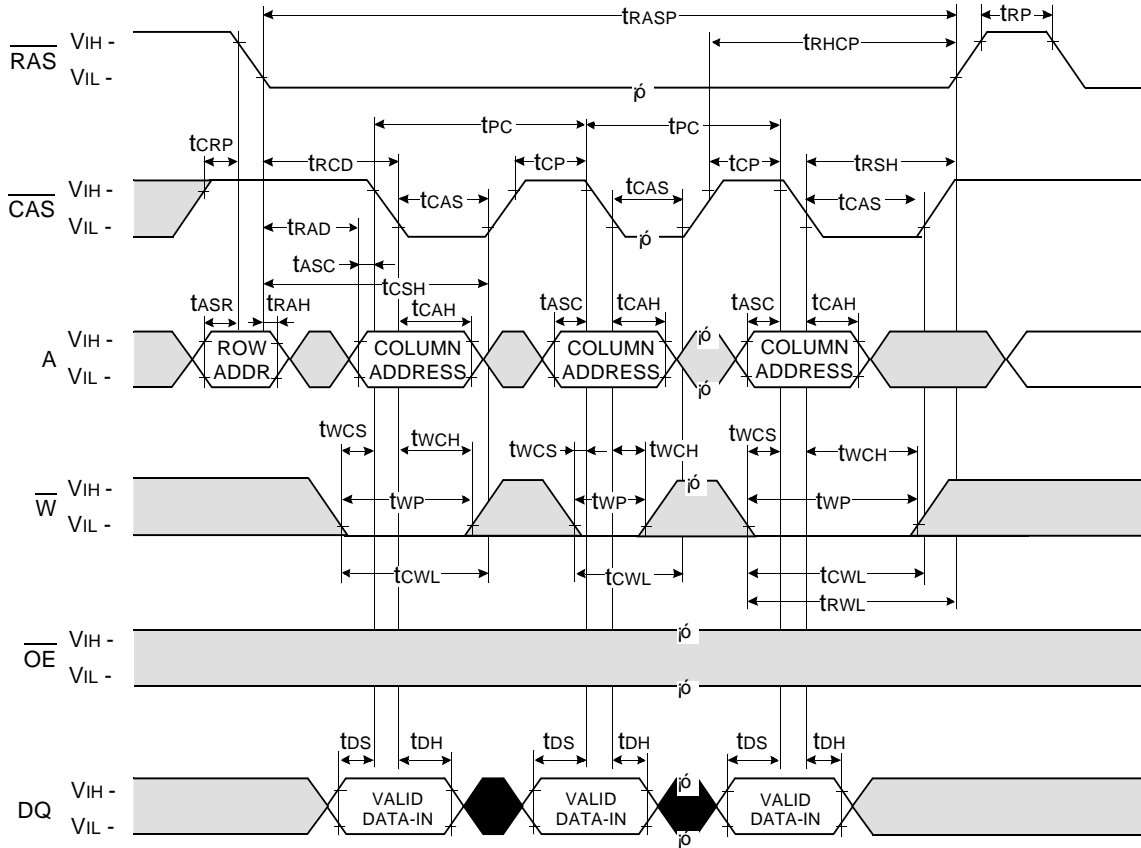 tRASP
tRP
VIH -
RAS
tRHCP
VIL -
¡ó
tCRP
tPC
tPC
tRCD
tCP
tCP
tRSH
VIH -
CAS
tCAS
tCAS
tCAS
VIL -
tRAD
¡ó
tASC
tCSH
tASR
tRAH
tCAH
tASC
tCAH
tASC
tCAH
VIH -
¡ó
A
ROW
ADDR
COLUMN
ADDRESS
COLUMN
ADDRESS
COLUMN
ADDRESS
VIL -
¡ó
tWCS
tWCH
tWCS
tWCH
tWCS
tWCH
VIH -
¡ó
W
tWP
tWP
tWP
VIL -
tCWL
tCWL
tCWL
tRWL
VIH -
¡ó
OE
VIL -
¡ó
tDS
tDH
tDS
tDH
tDS
tDH
VIH -
¡ó
DQ
VALID
DATA-IN
VALID
DATA-IN
VALID
DATA-IN
VIL -
¡ó